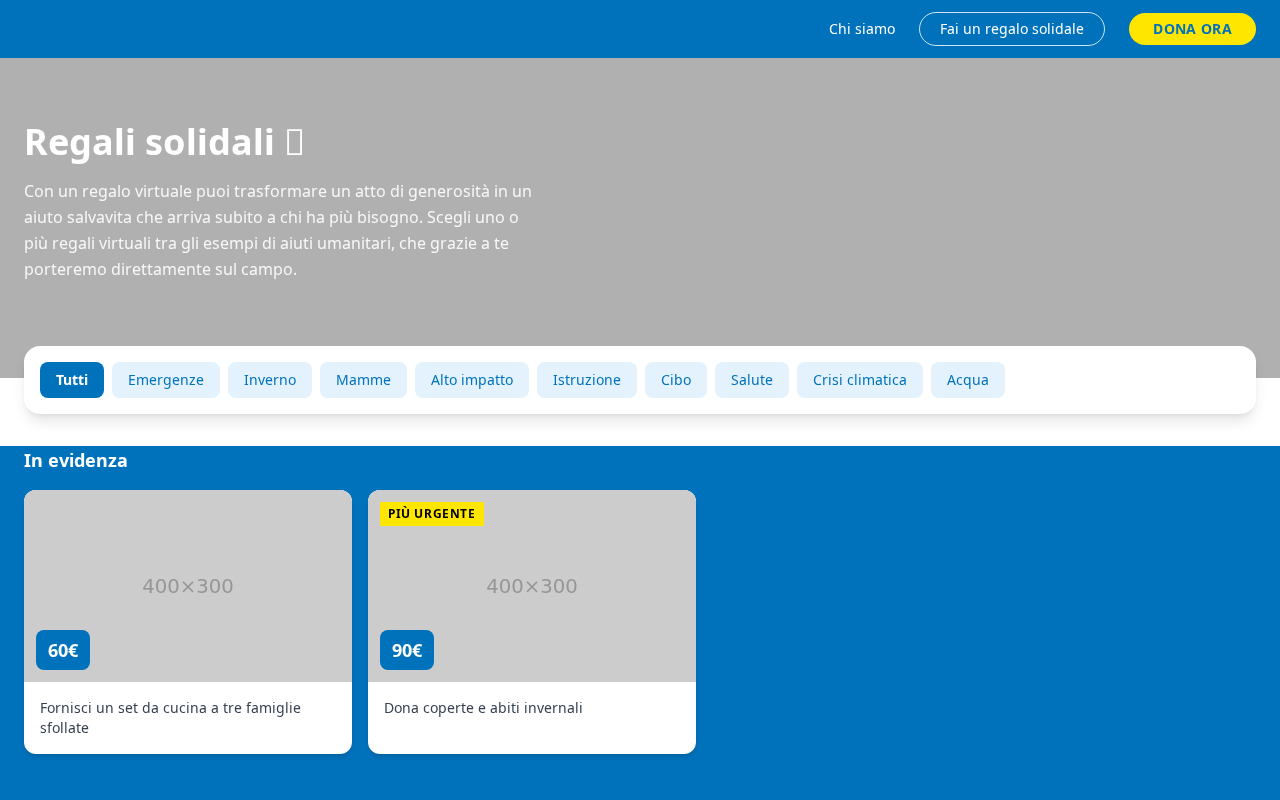 Chi siamo
Fai un regalo solidale
DONA ORA
Regali solidali
Con un regalo virtuale puoi trasformare un atto di generosità in un
aiuto salvavita che arriva subito a chi ha più bisogno. Scegli uno o
più regali virtuali tra gli esempi di aiuti umanitari, che grazie a te
porteremo direttamente sul campo.
Tutti
Emergenze
Inverno
Mamme
Alto impatto
Istruzione
Cibo
Salute
Crisi climatica
Acqua
In evidenza
400×300
60€
Fornisci un set da cucina a tre famiglie
sfollate
PIÙ URGENTE
400×300
90€
Dona coperte e abiti invernali